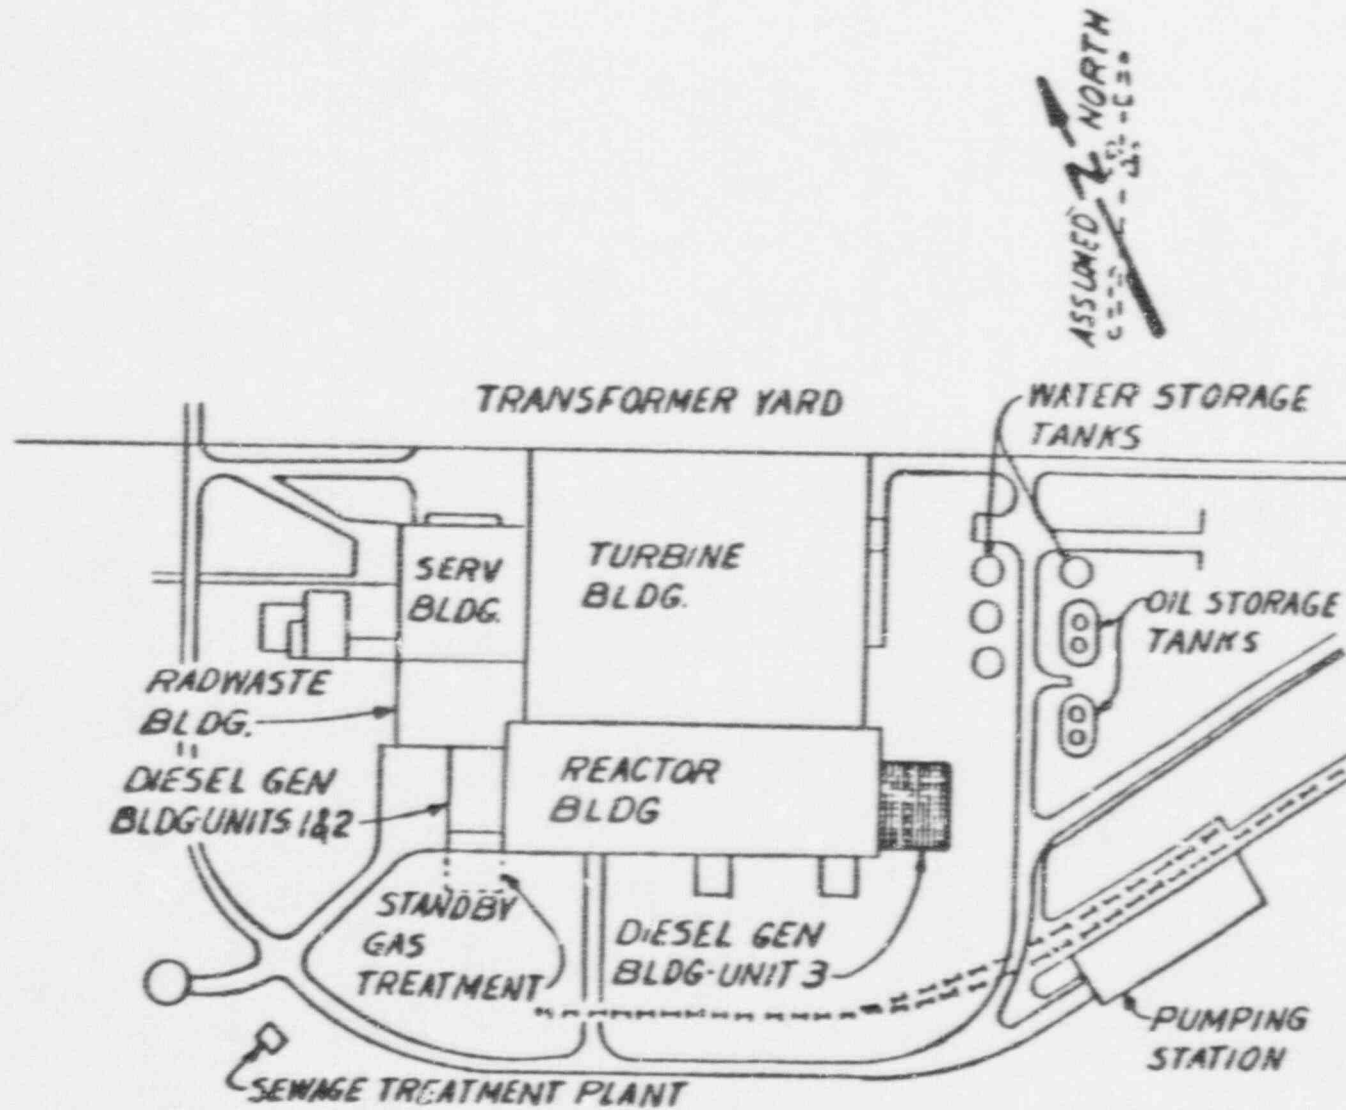 ASSUMED NORTH
TRANSFORMER YARD
WATER STORAGE
TANKS
SERV
BLDG.
TURBINE
BLDG.
OIL STORAGE
TANKS
RADWASTE
BLDG.
REACTOR
BLDG
DIESEL GEN
BLDG UNITS 1&2
STANDBY
GAS
TREATMENT
DIESEL GEN
BLDG-UNIT 3
PUMPING
STATION
SEWAGE TREATMENT PLANT